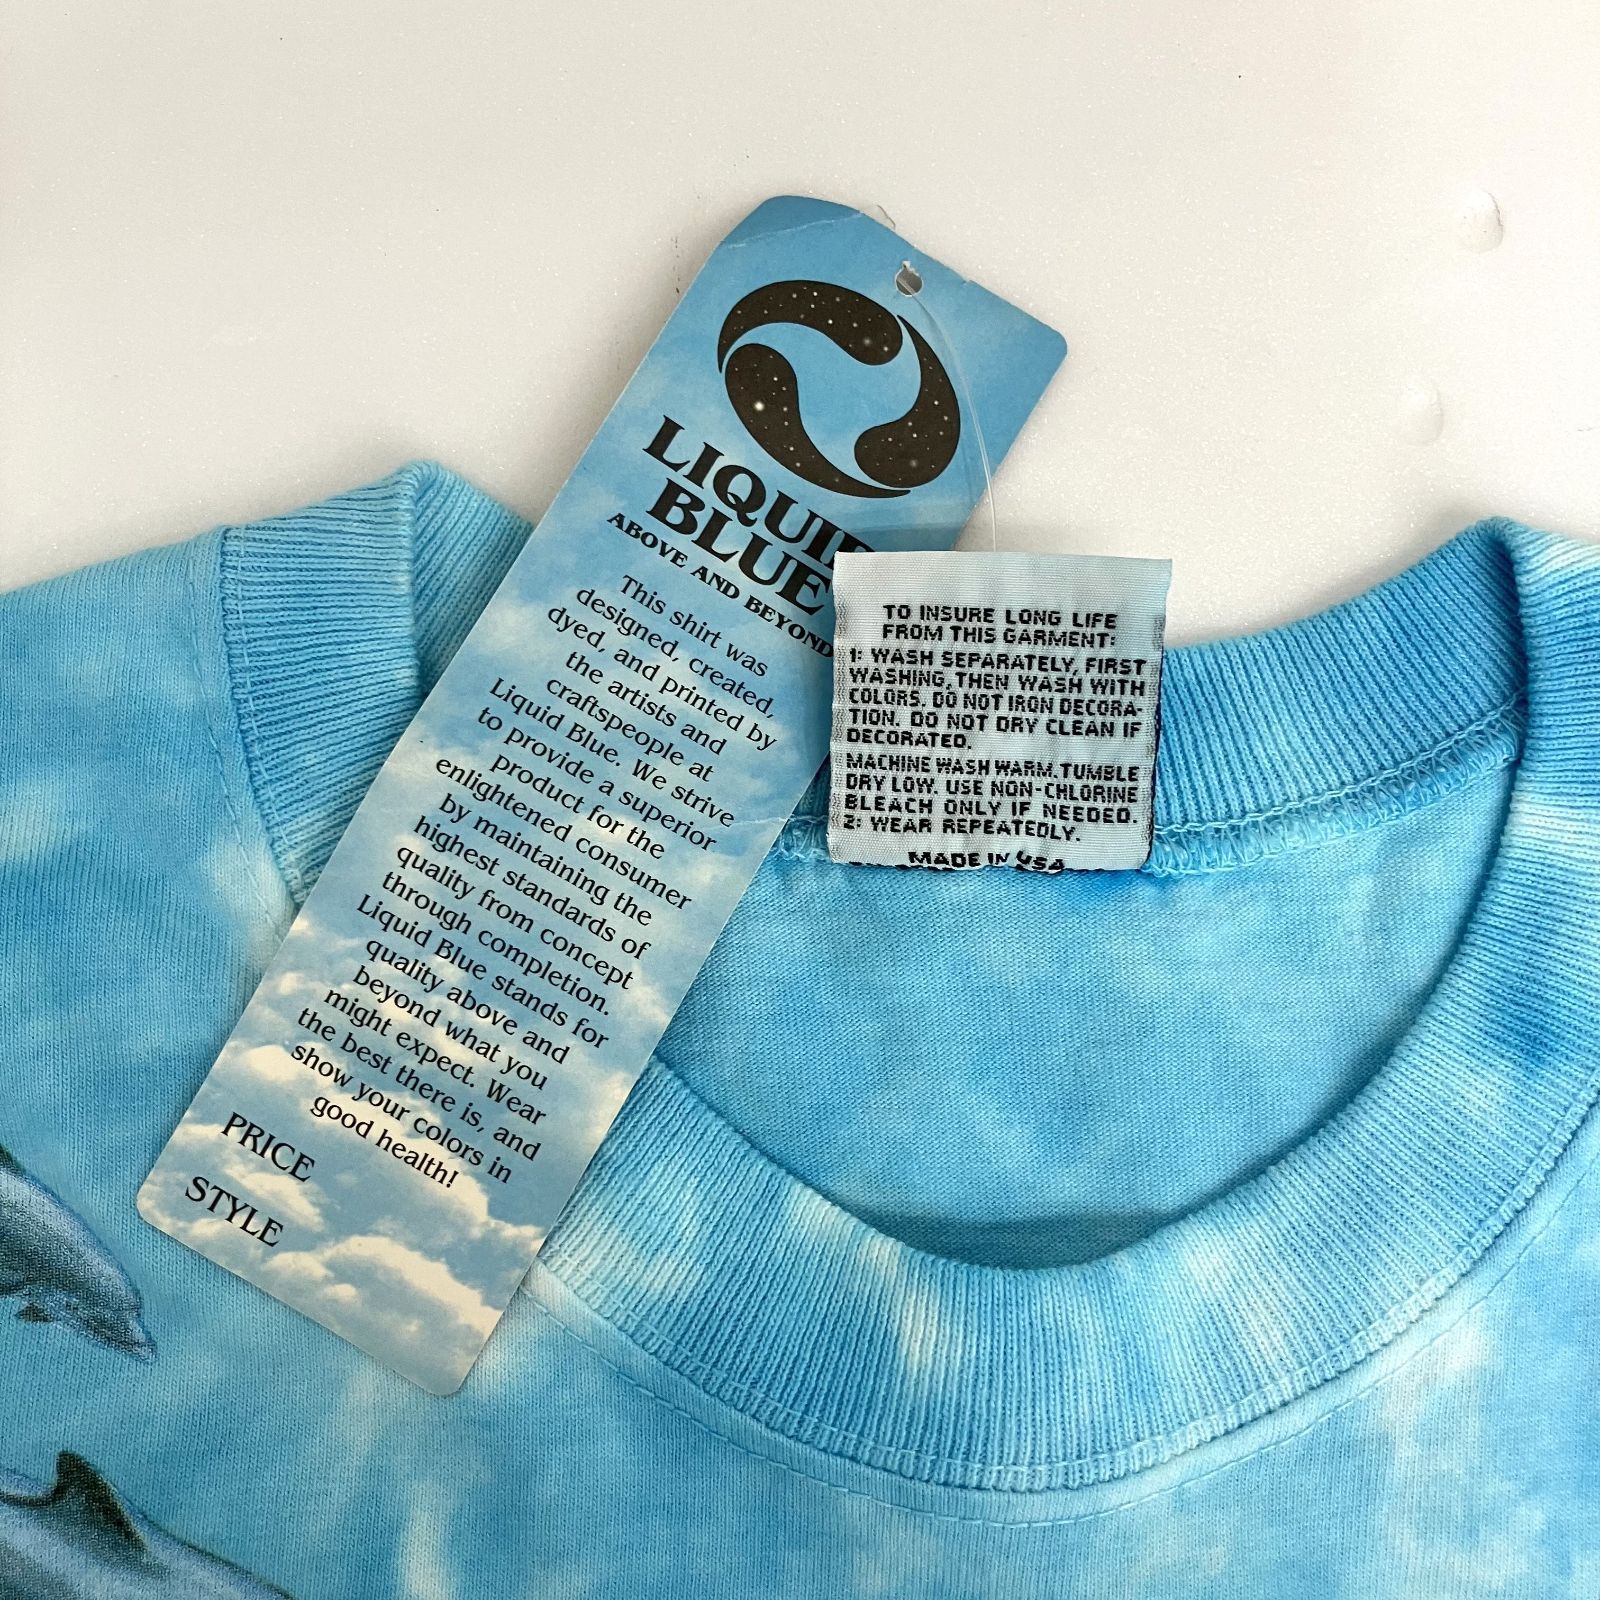 LIQUID
BLUE
ABOVE AND BEYOND
This shirt was
designed, created,
dyed, and printed by
the artists and
craftspeople at
Liquid Blue. We strive
to provide a superior
product for the
enlightened consumer
by maintaining the
highest standards of
quality from concept
through completion.
Liquid Blue stands for
quality above and
beyond what you
might expect. Wear
the best there is, and
show your colors in
good health!
PRICE
STYLE
TO INSURE LONG LIFE
FROM THIS GARMENT:
1: WASH SEPARATELY, FIRST
WASHING, THEN WASH WITH
COLORS. DO NOT IRON DECORA-
TION. DO NOT DRY CLEAN IF
DECORATED.
MACHINE WASH WARM. TUMBLE
DRY LOW. USE NON-CHLORINE
BLEACH ONLY IF NEEDED.
2: WEAR REPEATEDLY.
MADE IN USA